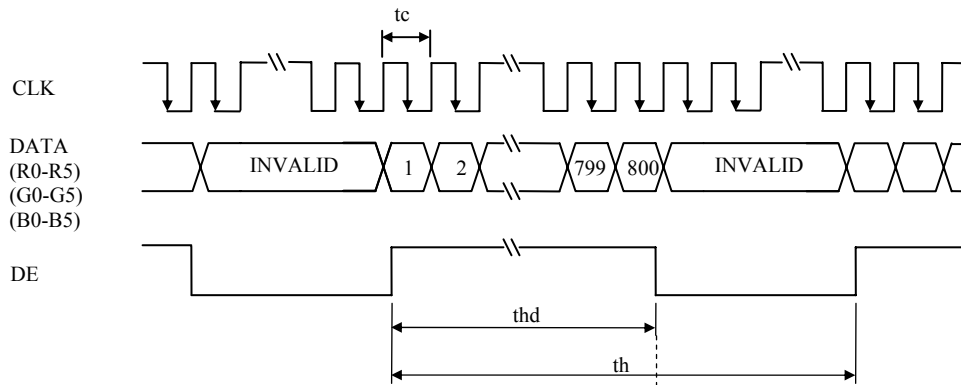 tc
CLK
DATA
(R0-R5)
(G0-G5)
(B0-B5)
INVALID 1 2 799 800 INVALID
DE
thd
th